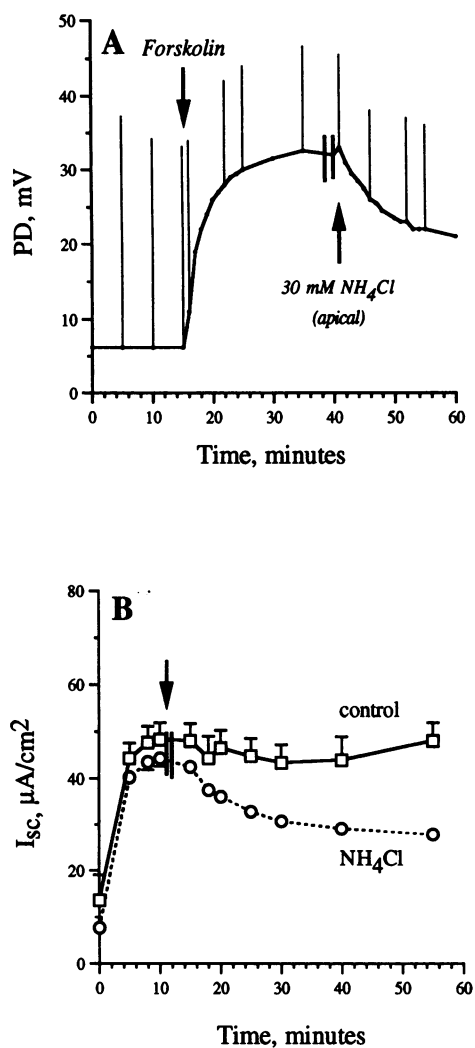 A
Forskolin
50
40
30
20
10
0
PD, mV
30 mM NH₄Cl
(apical)
0 10 20 30 40 50 60
Time, minutes
B
80
60
40
20
0
I_SC, µA/cm²
control
NH₄Cl
0 10 20 30 40 50 60
Time, minutes